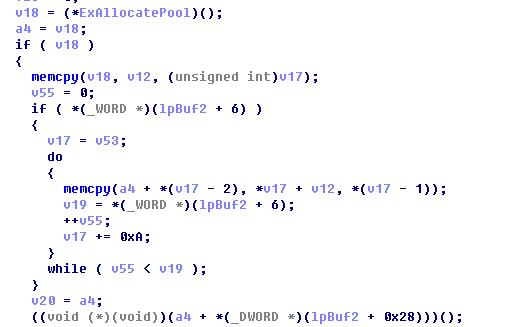 v18 = (*ExAllocatePool)();
a4 = v18;
if ( v18 )
{
memcpy(v18, v12, (unsigned int)v17);
v55 = 0;
if ( *(_WORD *)(lpBuf2 + 6) )
{
v17 = v53;
do
{
memcpy(a4 + *(v17 - 2), *v17 + v12, *(v17 - 1));
v19 = *(_WORD *)(lpBuf2 + 6);
++v55;
v17 += 0xA;
}
while ( v55 < v19 );
}
v20 = a4;
((void (*)(void))(a4 + *(_DWORD *)(lpBuf2 + 0x28)))();